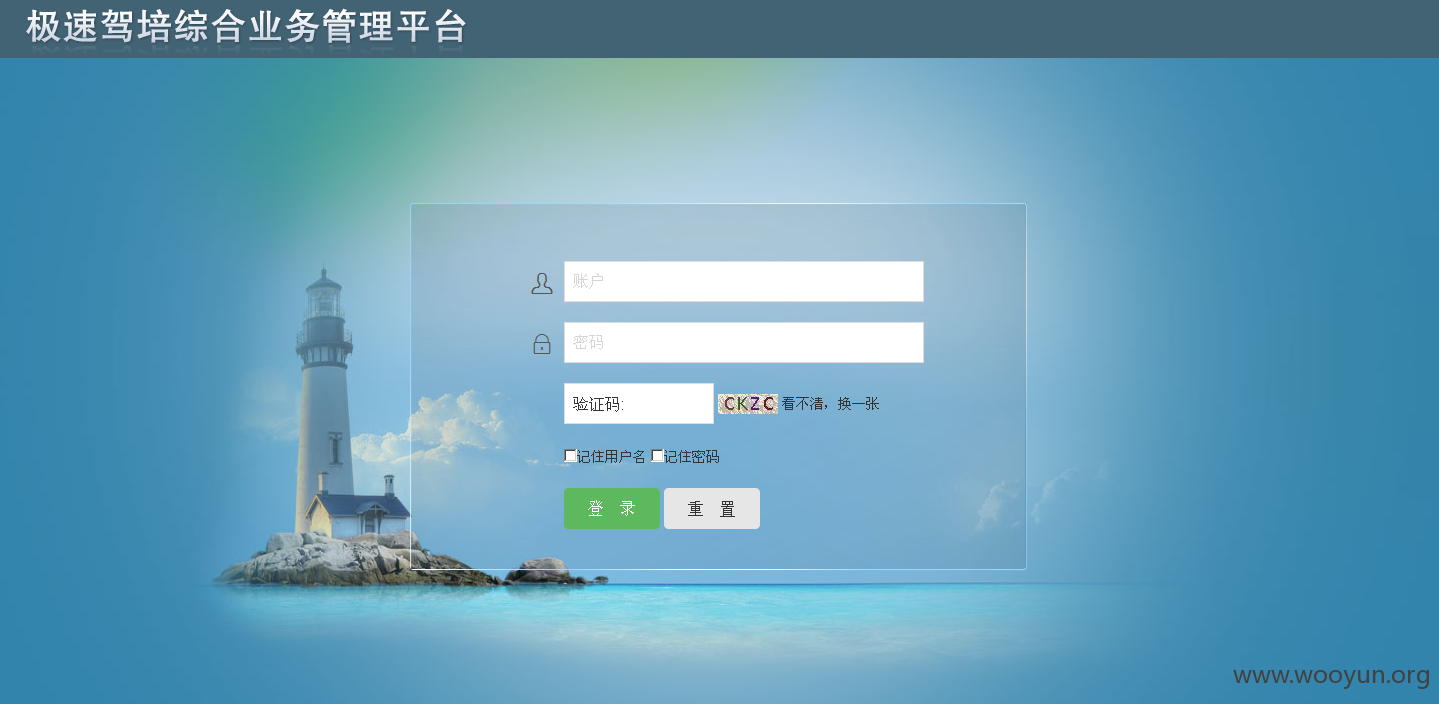 极速驾培综合业务管理平台
账户
密码
验证码: CKZC 看不清，换一张
记住用户名 记住密码
登 录 重 置
www.wooyun.org